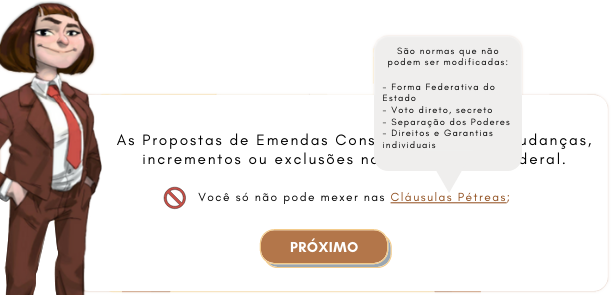 São normas que não
podem ser modificadas:
- Forma Federativa do
Estado
- Voto direto, secreto
- Separação dos Poderes
- Direitos e Garantias
individuais
As Propostas de Emendas Cons udanças,
incrementos ou exclusões na deral.
Você só não pode mexer nas Cláusulas Pétreas;
PRÓXIMO